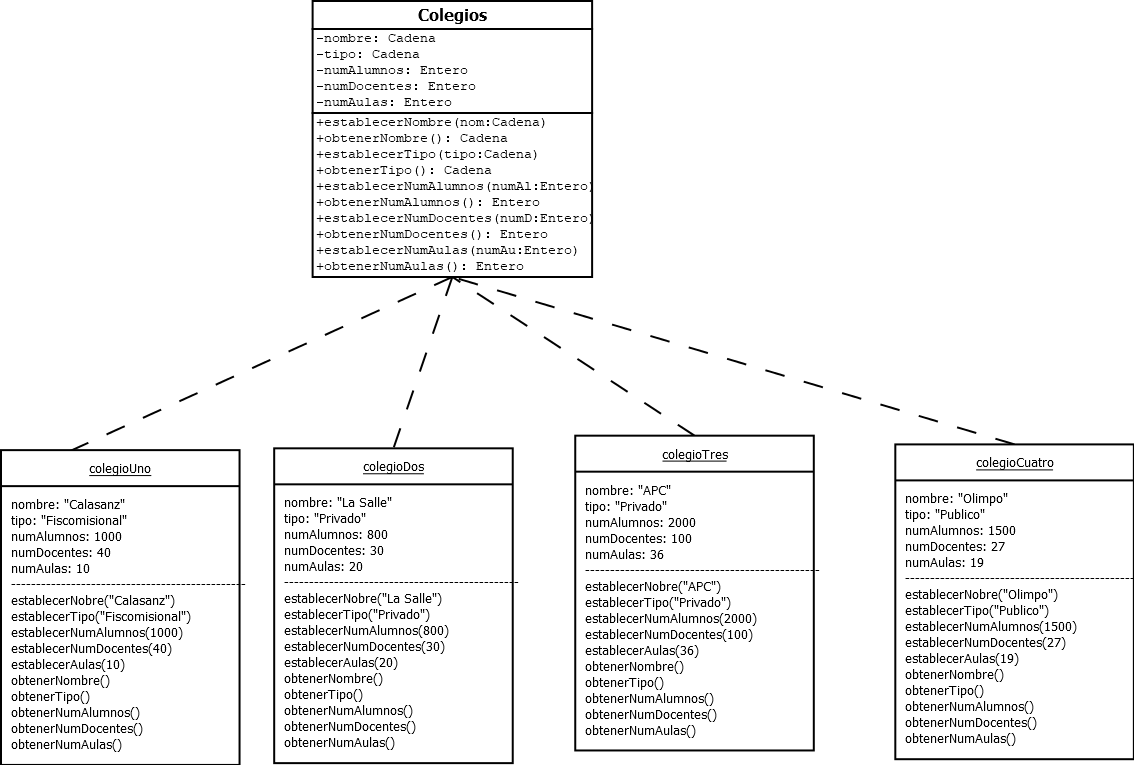 Colegios
-nombre: Cadena
-tipo: Cadena
-numAlumnos: Entero
-numDocentes: Entero
-numAulas: Entero
+establecerNombre(nom:Cadena)
+obtenerNombre(): Cadena
+establecerTipo(tipo:Cadena)
+obtenerTipo(): Cadena
+establecerNumAlumnos(numAl:Entero)
+obtenerNumAlumnos(): Entero
+establecerNumDocentes(numD:Entero)
+obtenerNumDocentes(): Entero
+establecerNumAulas(numAu:Entero)
+obtenerNumAulas(): Entero
colegioUno
nombre: "Calasanz"
tipo: "Fiscomisional"
numAlumnos: 1000
numDocentes: 40
numAulas: 10
establecerNobre("Calasanz")
establecerTipo("Fiscomisional")
establecerNumAlumnos(1000)
establecerNumDocentes(40)
establecerAulas(10)
obtenerNombre()
obtenerTipo()
obtenerNumAlumnos()
obtenerNumDocentes()
obtenerNumAulas()
colegioDos
nombre: "La Salle"
tipo: "Privado"
numAlumnos: 800
numDocentes: 30
numAulas: 20
establecerNobre("La Salle")
establecerTipo("Privado")
establecerNumAlumnos(800)
establecerNumDocentes(30)
establecerAulas(20)
obtenerNombre()
obtenerTipo()
obtenerNumAlumnos()
obtenerNumDocentes()
obtenerNumAulas()
colegioTres
nombre: "APC"
tipo: "Privado"
numAlumnos: 2000
numDocentes: 100
numAulas: 36
establecerNobre("APC")
establecerTipo("Privado")
establecerNumAlumnos(2000)
establecerNumDocentes(100)
establecerAulas(36)
obtenerNombre()
obtenerTipo()
obtenerNumAlumnos()
obtenerNumDocentes()
obtenerNumAulas()
colegioCuatro
nombre: "Olimpo"
tipo: "Publico"
numAlumnos: 1500
numDocentes: 27
numAulas: 19
establecerNobre("Olimpo")
establecerTipo("Publico")
establecerNumAlumnos(1500)
establecerNumDocentes(27)
establecerAulas(19)
obtenerNombre()
obtenerTipo()
obtenerNumAlumnos()
obtenerNumDocentes()
obtenerNumAulas()